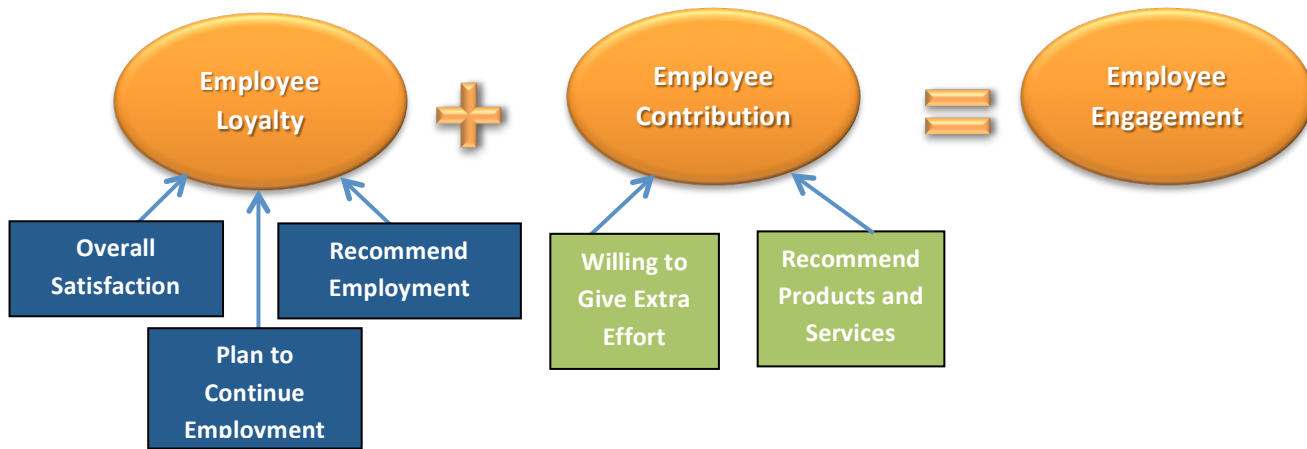 Employee
Loyalty
Employee
Contribution
Employee
Engagement
Overall
Satisfaction
Recommend
Employment
Plan to
Continue
Employment
Willing to
Give Extra
Effort
Recommend
Products and
Services